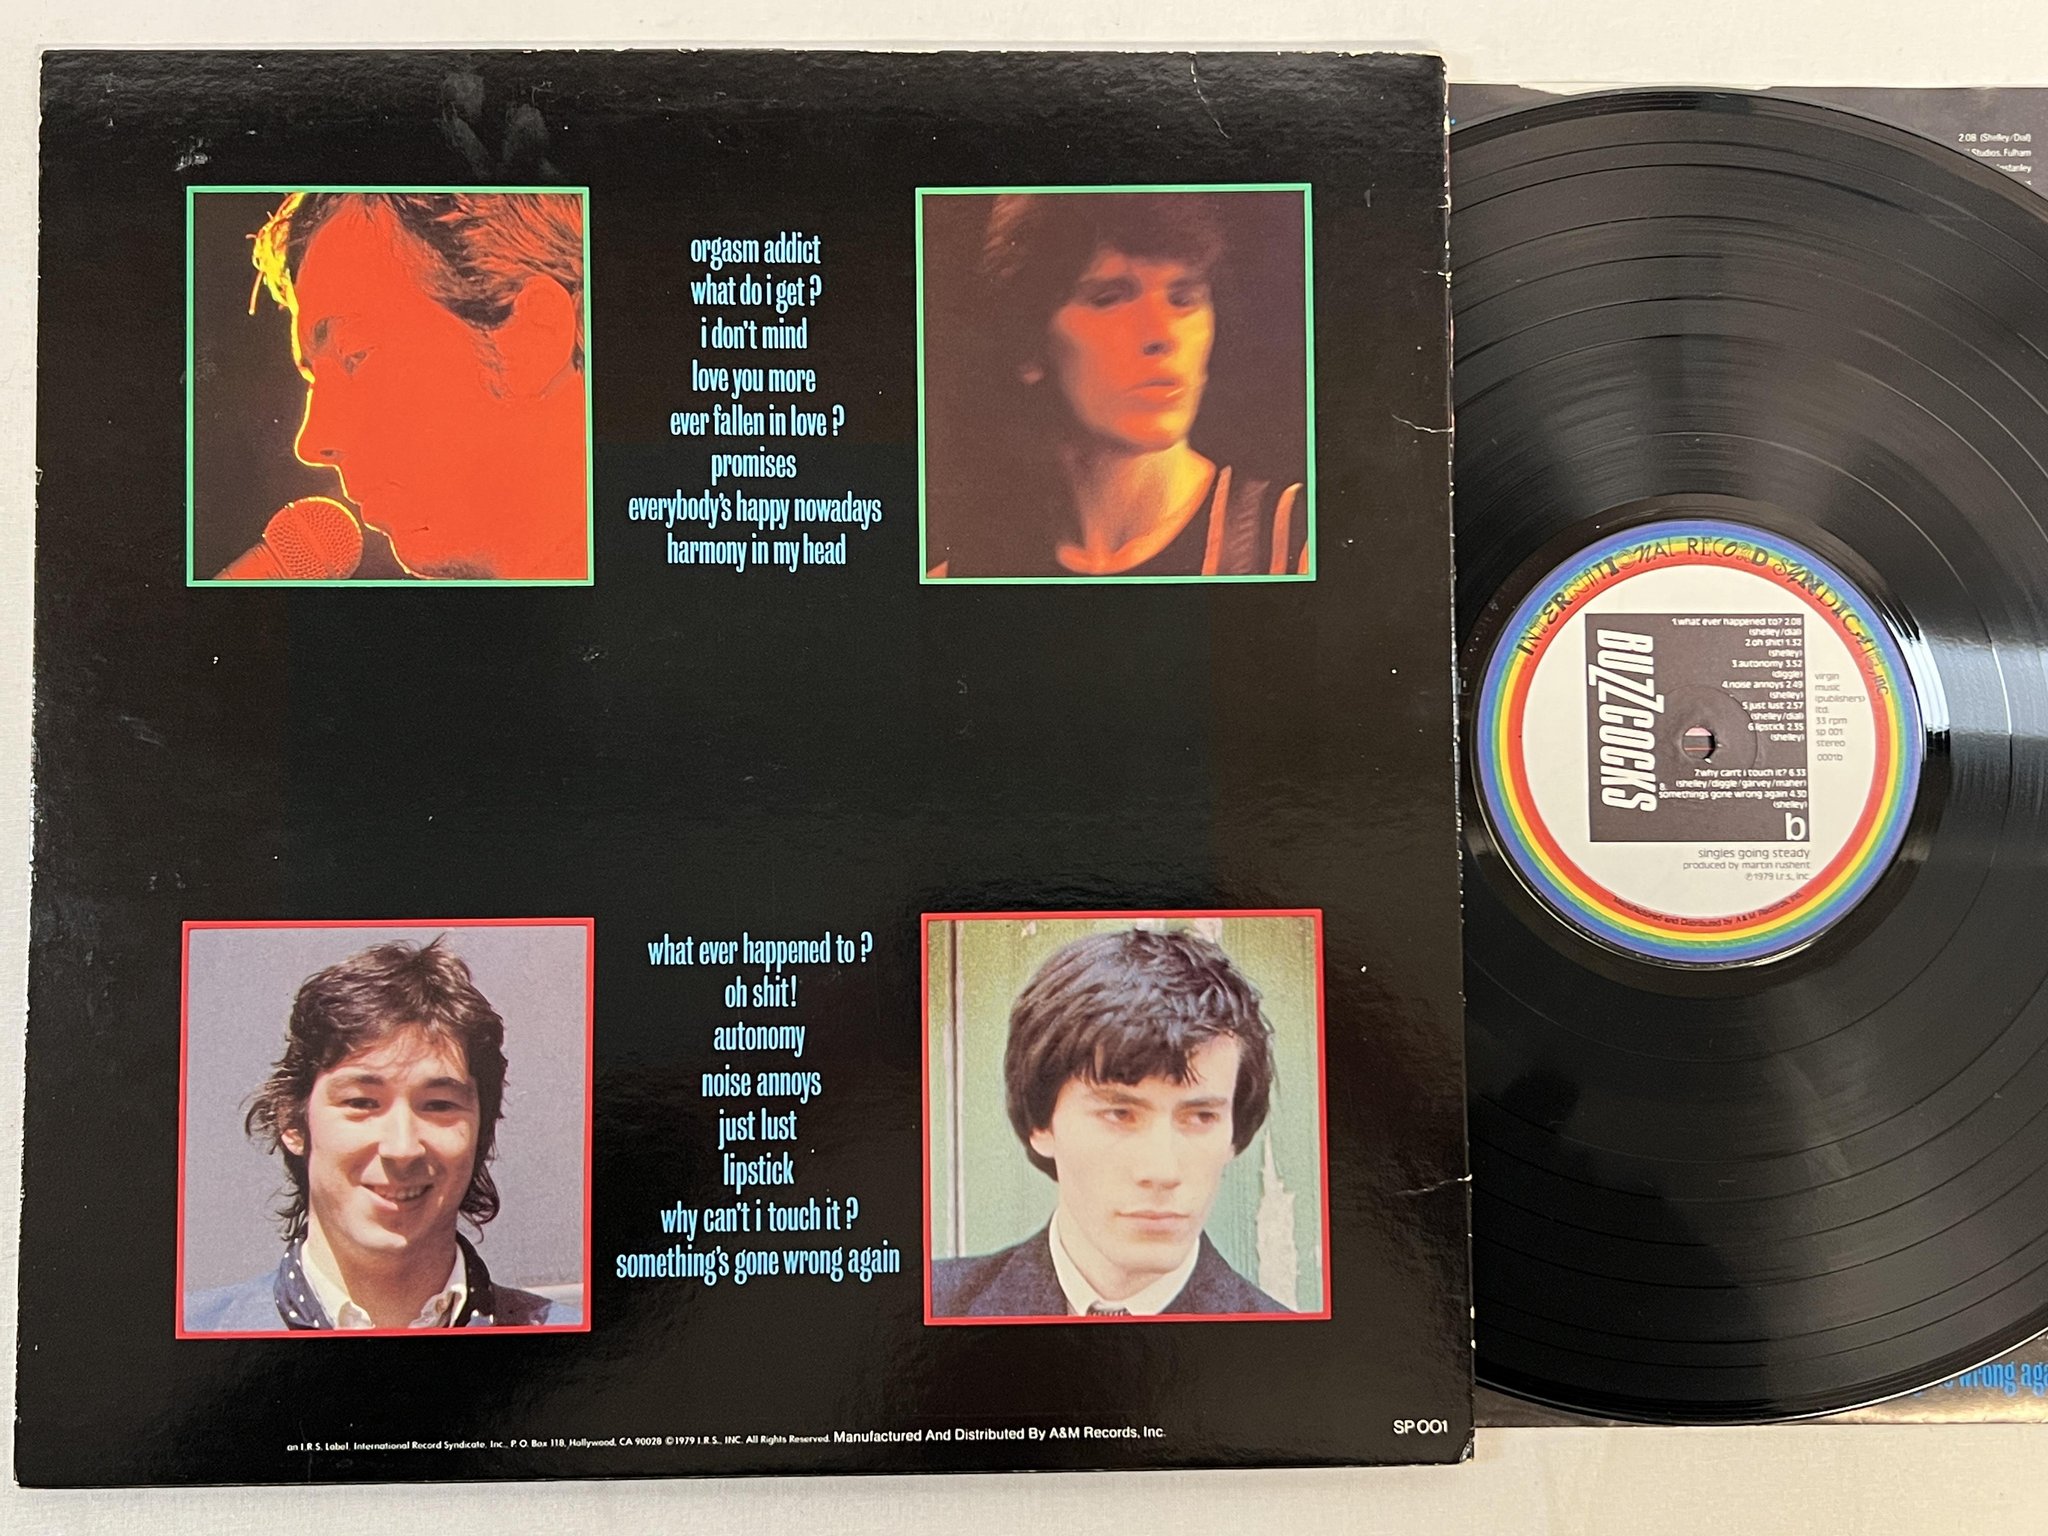 orgasm addict
what do i get ?
i don't mind
love you more
ever fallen in love ?
promises
everybody's happy nowadays
harmony in my head
what ever happened to ?
oh shit!
autonomy
noise annoys
just lust
lipstick
why can't i touch it ?
something's gone wrong again
an I.R.S. Label, International Record Syndicate, Inc., P. O. Box 118, Hollywood, CA 90028 ©1979 I.R.S., INC. All Rights Reserved. Manufactured And Distributed By A&M Records, Inc.
SP 001
2.08 (Shelley/Dial)
Studios, Fulham
INTERNATIONAL RECORD SYNDICATE, INC.
BUZZCOCKS
1.what ever happened to? 2.08
(shelley/dial)
2.oh shit! 1.32
(shelley)
3.autonomy 3.52
(diggle)
4.noise annoys 2.49
(shelley)
5.just lust 2.57
(shelley/dial)
6.lipstick 2.35
(shelley)
7.why can't i touch it? 6.33
(shelley/diggle/garvey/maher)
8.
somethings gone wrong again 4.30
(shelley)
b
virgin
music
(publishers)
ltd.
33 rpm
sp 001
stereo
0001b
singles going steady
produced by martin rushent
℗1979 i.r.s., inc
Manufactured and Distributed by A&M Records, Inc.
wrong aga